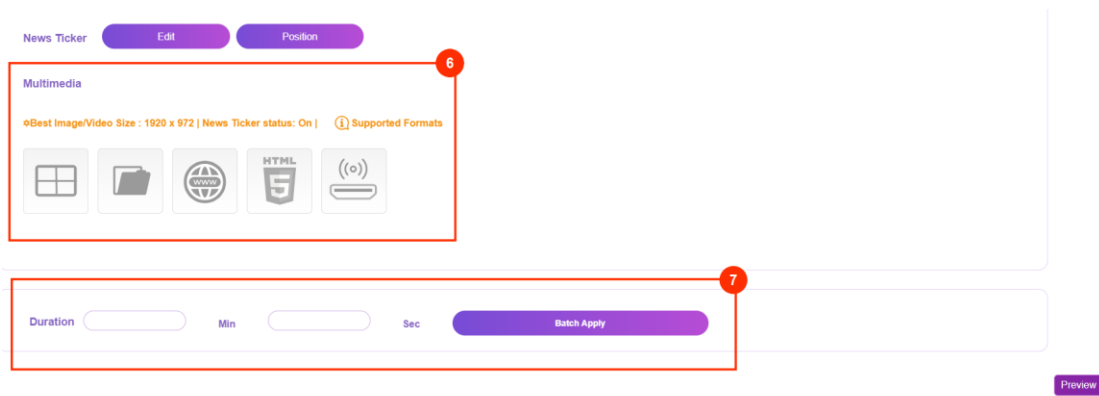 News Ticker Edit Position
6
Multimedia
✡Best Image/Video Size : 1920 x 972 | News Ticker status: On | i Supported Formats
WWW HTML 5
7
Duration Min Sec Batch Apply
Preview